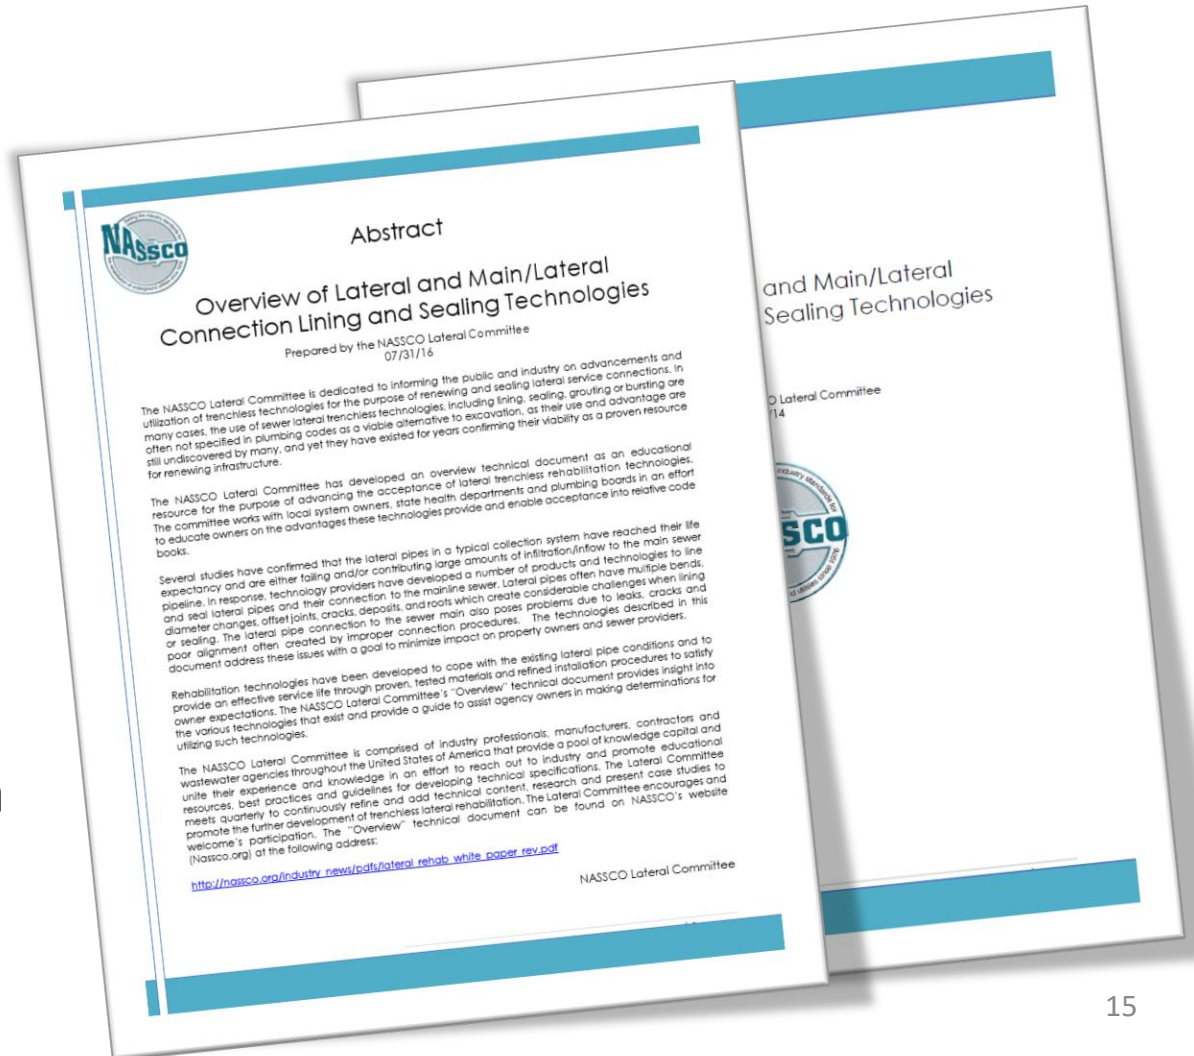 NASSCO
Abstract
Overview of Lateral and Main/Lateral
Connection Lining and Sealing Technologies
Prepared by the NASSCO Lateral Committee
07/31/16
The NASSCO Lateral Committee is dedicated to informing the public and industry on advancements and
utilization of trenchless technologies for the purpose of renewing and sealing lateral service connections. In
many cases, the use of sewer lateral trenchless technologies, including lining, sealing, grouting or bursting are
often not specified in plumbing codes as a viable alternative to excavation, as their use and advantage are
still undiscovered by many, and yet they have existed for years confirming their viability as a proven resource
for renewing infrastructure.
The NASSCO Lateral Committee has developed an overview technical document as an educational
resource for the purpose of advancing the acceptance of lateral trenchless rehabilitation technologies.
The committee works with local system owners, state health departments and plumbing boards in an effort
to educate owners on the advantages these technologies provide and enable acceptance into relative code
books.
Several studies have confirmed that the lateral pipes in a typical collection system have reached their life
expectancy and are either failing and/or contributing large amounts of infiltration/inflow to the main sewer
pipeline. In response, technology providers have developed a number of products and technologies to line
and seal lateral pipes and their connection to the mainline sewer. Lateral pipes often have multiple bends,
diameter changes, offset joints, cracks, deposits, and roots which create considerable challenges when lining
or sealing. The lateral pipe connection to the sewer main also poses problems due to leaks, cracks and
poor alignment often created by improper connection procedures. The technologies described in this
document address these issues with a goal to minimize impact on property owners and sewer providers.
Rehabilitation technologies have been developed to cope with the existing lateral pipe conditions and to
provide an effective service life through proven, tested materials and refined installation procedures to satisfy
owner expectations. The NASSCO Lateral Committee's "Overview" technical document provides insight into
the various technologies that exist and provide a guide to assist agency owners in making determinations for
utilizing such technologies.
The NASSCO Lateral Committee is comprised of industry professionals, manufacturers, contractors and
wastewater agencies throughout the United States of America that provide a pool of knowledge capital and
unite their experience and knowledge in an effort to reach out to industry and promote educational
resources, best practices and guidelines for developing technical specifications. The Lateral Committee
meets quarterly to continuously refine and add technical content, research and present case studies to
promote the further development of trenchless lateral rehabilitation. The Lateral Committee encourages and
welcome's participation. The "Overview" technical document can be found on NASSCO's website
(Nassco.org) at the following address:
http://nassco.org/industry_news/pdfs/lateral_rehab_white_paper_rev.pdf
NASSCO Lateral Committee
and Main/Lateral
Sealing Technologies
Lateral Committee
/14
industry standards for
SCO
utilities since 1976
15